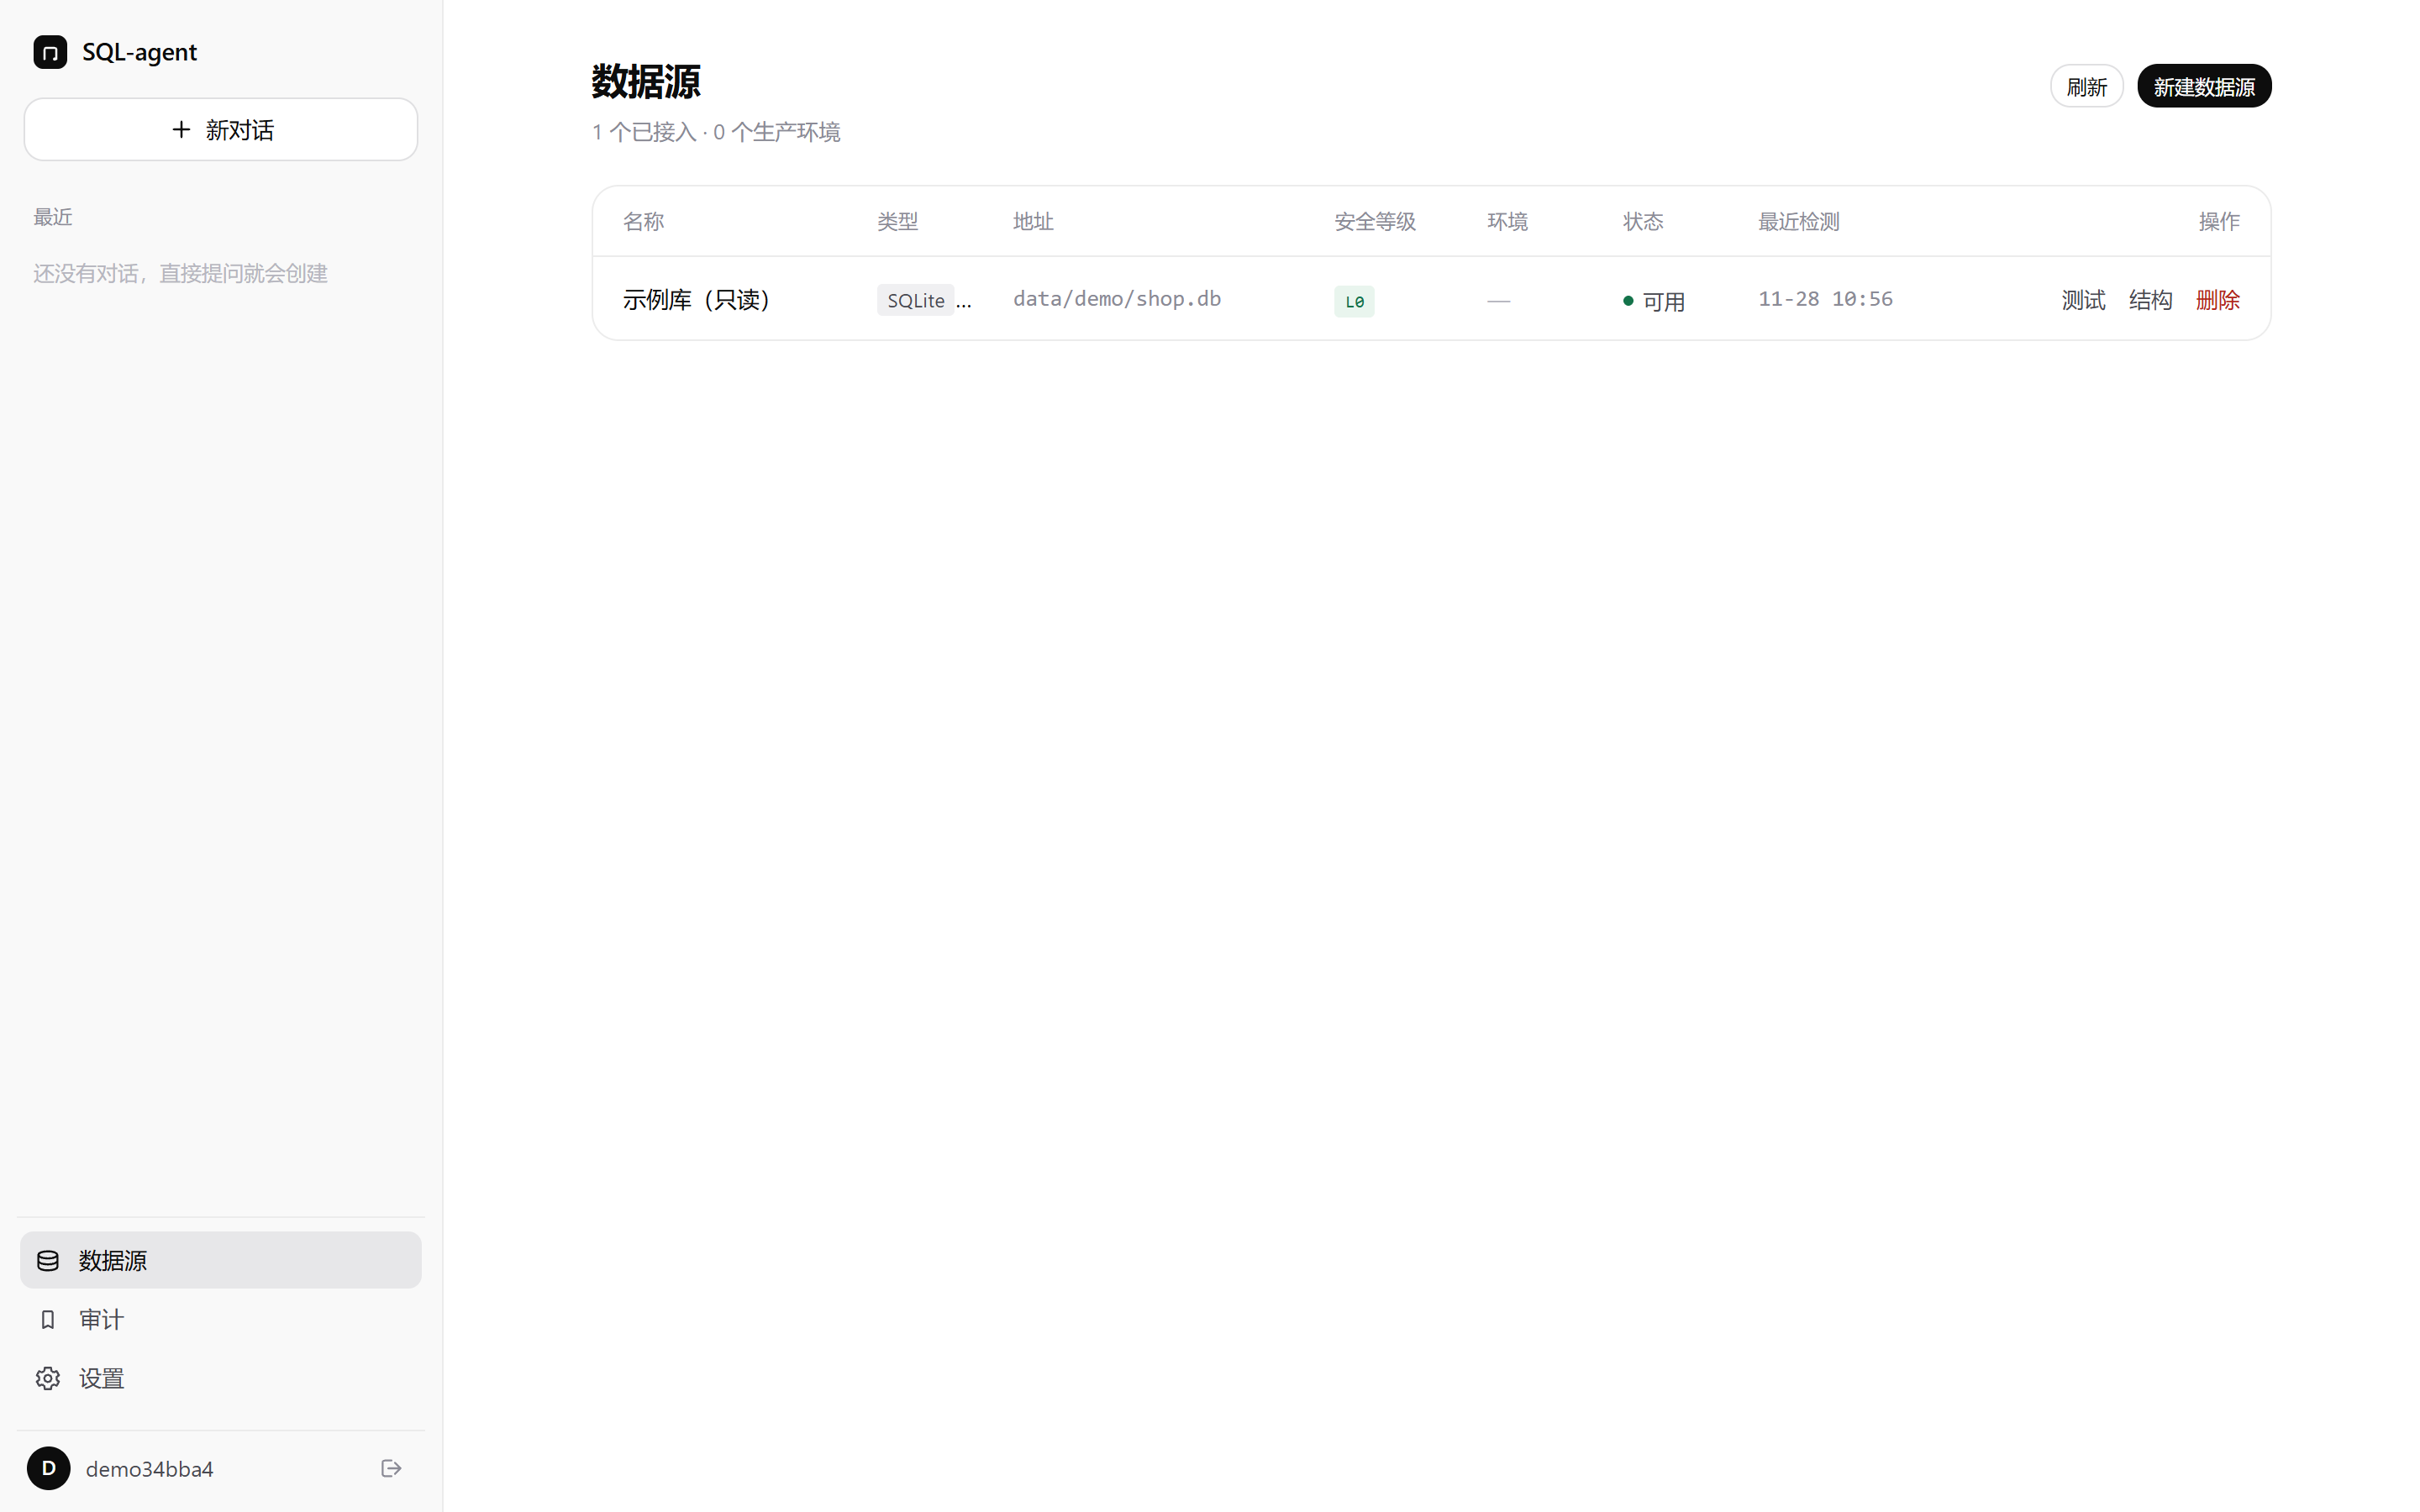 SQL-agent
新对话
最近
还没有对话，直接提问就会创建
数据源
审计
设置
D demo34bba4
数据源
1 个已接入 · 0 个生产环境
刷新 新建数据源
名称 类型 地址 安全等级 环境 状态 最近检测 操作
示例库（只读） SQLite ... data/demo/shop.db L0 — 可用 11-28 10:56 测试 结构 删除